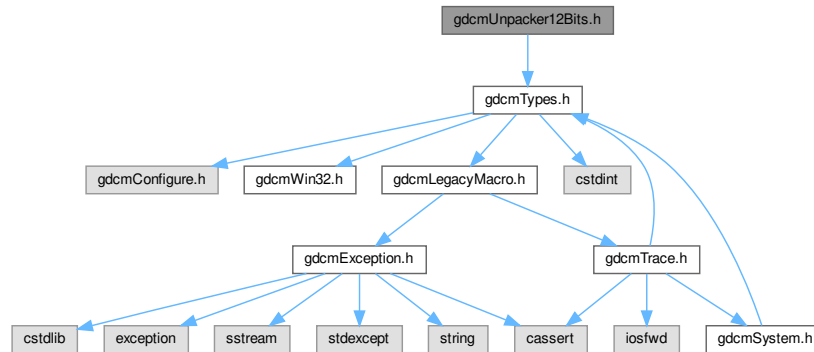 gdcmUnpacker12Bits.h
gdcmTypes.h
gdcmConfigure.h
gdcmWin32.h
gdcmLegacyMacro.h
cstdint
gdcmException.h
gdcmTrace.h
cstdlib
exception
sstream
stdexcept
string
cassert
iosfwd
gdcmSystem.h